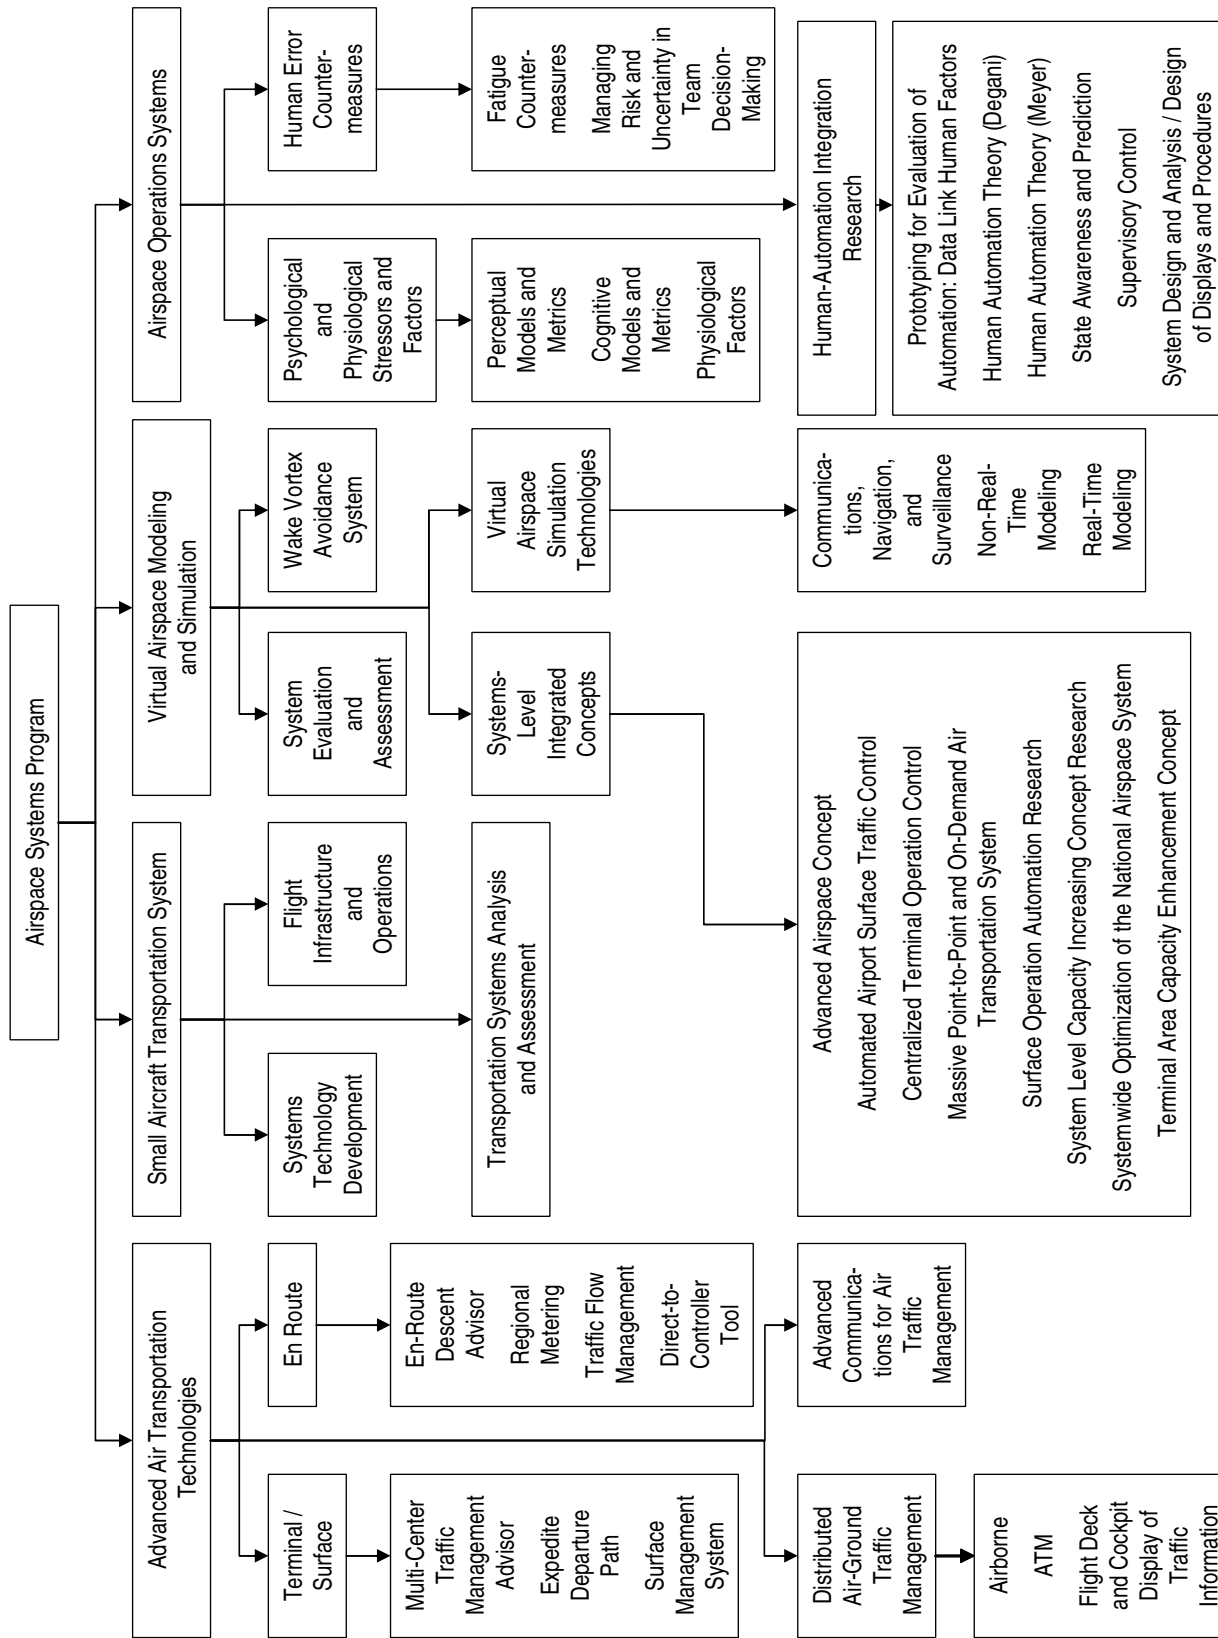 Airspace Systems Program
Advanced Air Transportation
Technologies
Small Aircraft Transportation System
Virtual Airspace Modeling
and Simulation
Airspace Operations Systems
Terminal /
Surface
En Route
Systems
Technology
Development
Flight
Infrastructure
and
Operations
System
Evaluation
and
Assessment
Wake Vortex
Avoidance
System
Psychological
and
Physiological
Stressors and
Factors
Human Error
Counter-
measures
Multi-Center
Traffic
Management
Advisor
Expedite
Departure
Path
Surface
Management
System
En-Route
Descent
Advisor
Regional
Metering
Traffic Flow
Management
Direct-to-
Controller
Tool
Transportation Systems Analysis
and Assessment
Systems-
Level
Integrated
Concepts
Virtual
Airspace
Simulation
Technologies
Perceptual
Models and
Metrics
Cognitive
Models and
Metrics
Physiological
Factors
Fatigue
Counter-
measures
Managing
Risk and
Uncertainty in
Team
Decision-
Making
Distributed
Air-Ground
Traffic
Management
Advanced
Communica-
tions for Air
Traffic
Management
Advanced Airspace Concept
Automated Airport Surface Traffic Control
Centralized Terminal Operation Control
Massive Point-to-Point and On-Demand Air
Transportation System
Surface Operation Automation Research
System Level Capacity Increasing Concept Research
Systemwide Optimization of the National Airspace System
Terminal Area Capacity Enhancement Concept
Communica-
tions,
Navigation,
and
Surveillance
Non-Real-
Time
Modeling
Real-Time
Modeling
Human-Automation Integration
Research
Airborne
ATM
Flight Deck
and Cockpit
Display of
Traffic
Information
Prototyping for Evaluation of
Automation: Data Link Human Factors
Human Automation Theory (Degani)
Human Automation Theory (Meyer)
State Awareness and Prediction
Supervisory Control
System Design and Analysis / Design
of Displays and Procedures